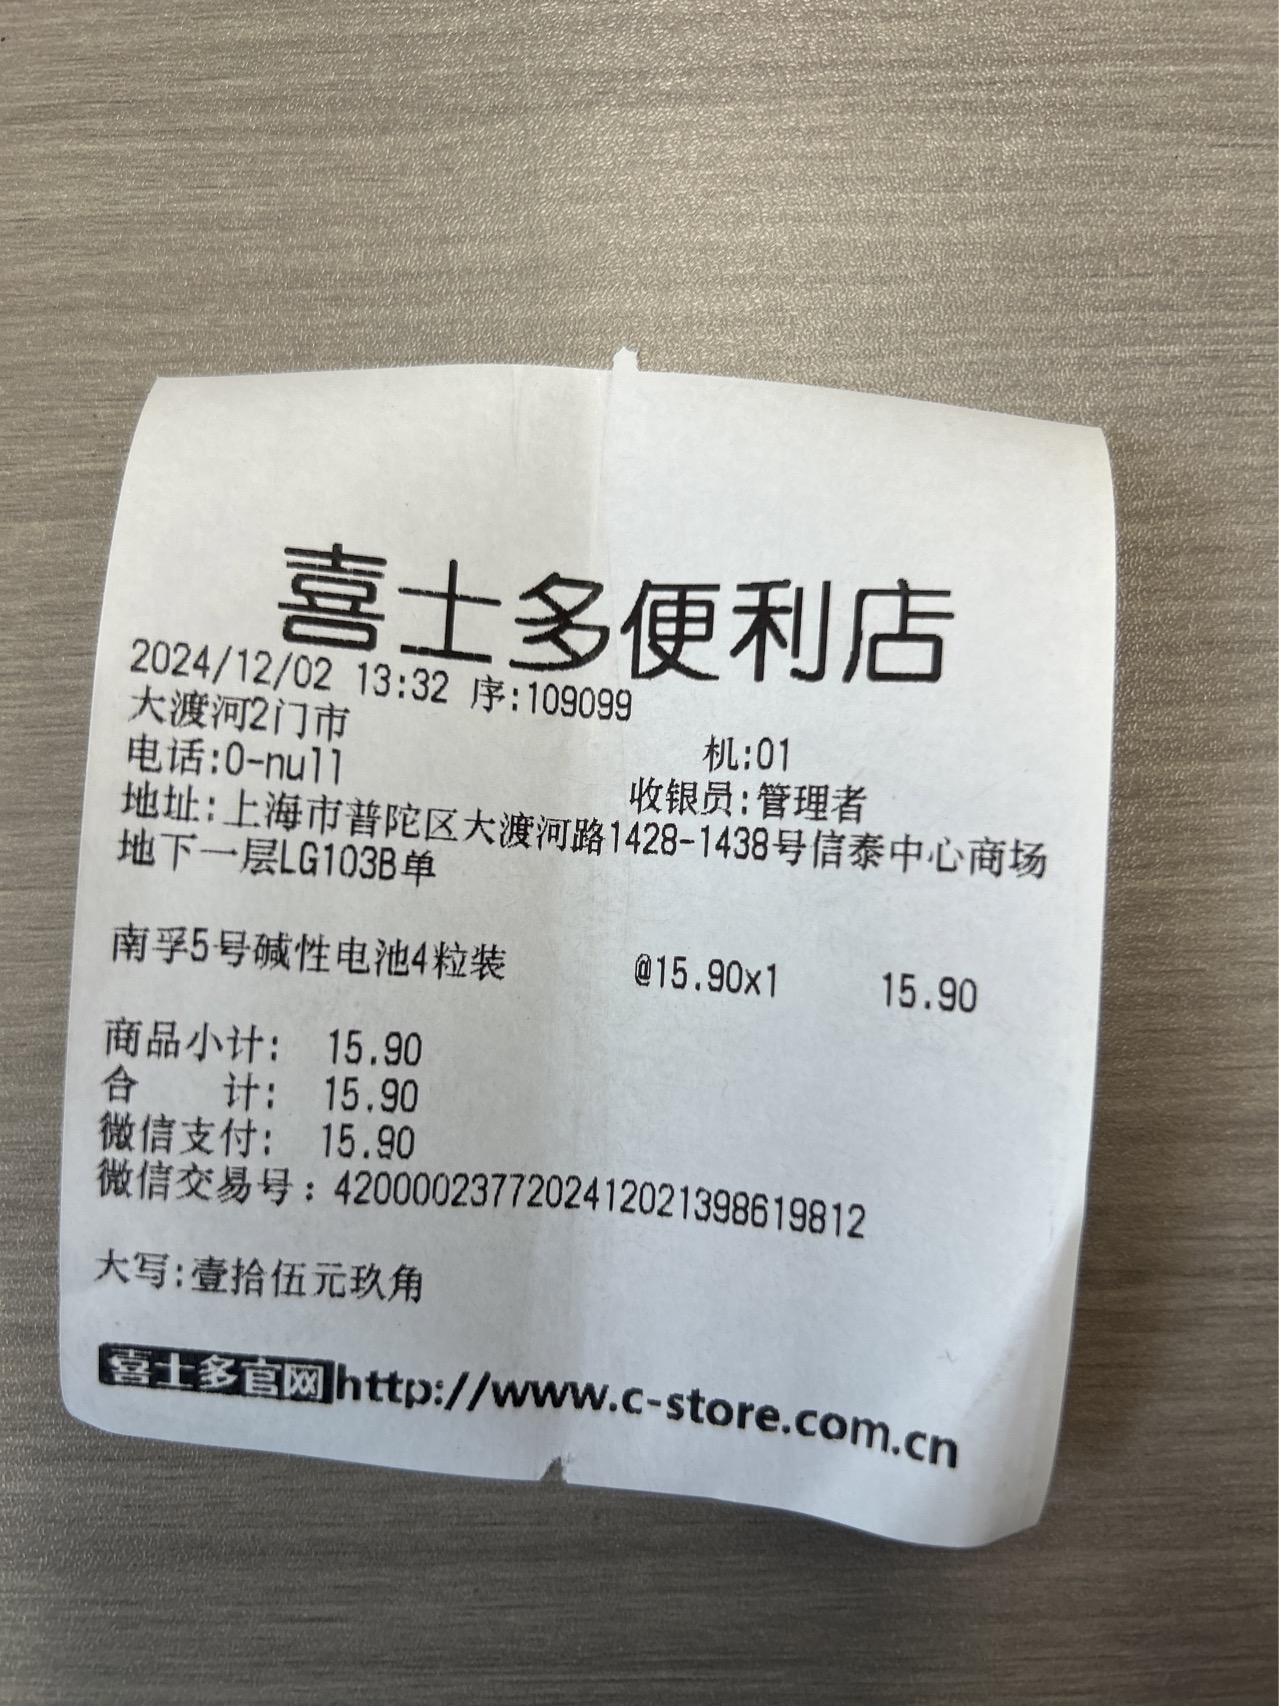 喜士多便利店
2024/12/02 13:32 序:109099
大渡河2门市 机:01
电话:0-null 收银员:管理者
地址:上海市普陀区大渡河路1428-1438号信泰中心商场
地下一层LG103B单
南孚5号碱性电池4粒装 @15.90x1 15.90
商品小计: 15.90
合 计: 15.90
微信支付: 15.90
微信交易号:4200002377202412021398619812
大写:壹拾伍元玖角
喜士多官网http://www.c-store.com.cn